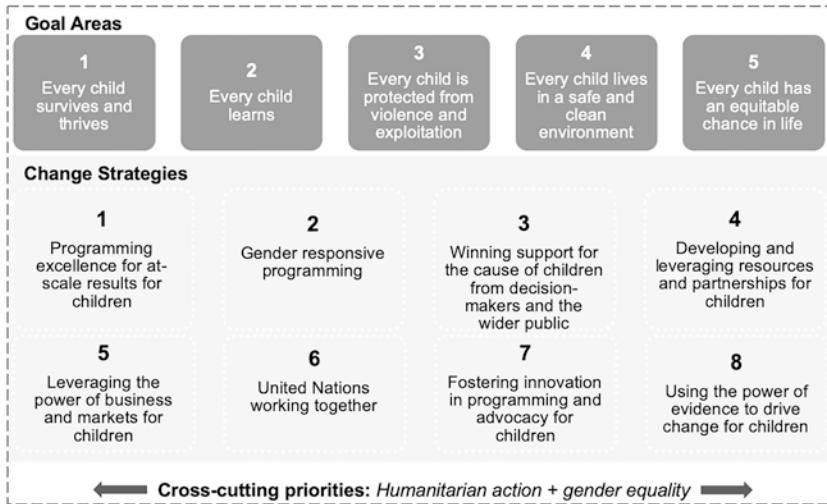 Goal Areas
1
Every child
survives and
thrives
2
Every child
learns
3
Every child is
protected from
violence and
exploitation
4
Every child lives
in a safe and
clean
environment
5
Every child has
an equitable
chance in life
Change Strategies
1
Programming
excellence for at-
scale results for
children
2
Gender responsive
programming
3
Winning support for
the cause of children
from decision-
makers and the
wider public
4
Developing and
leveraging resources
and partnerships for
children
5
Leveraging the
power of business
and markets for
children
6
United Nations
working together
7
Fostering innovation
in programming and
advocacy for
children
8
Using the power of
evidence to drive
change for children
Cross-cutting priorities: Humanitarian action + gender equality